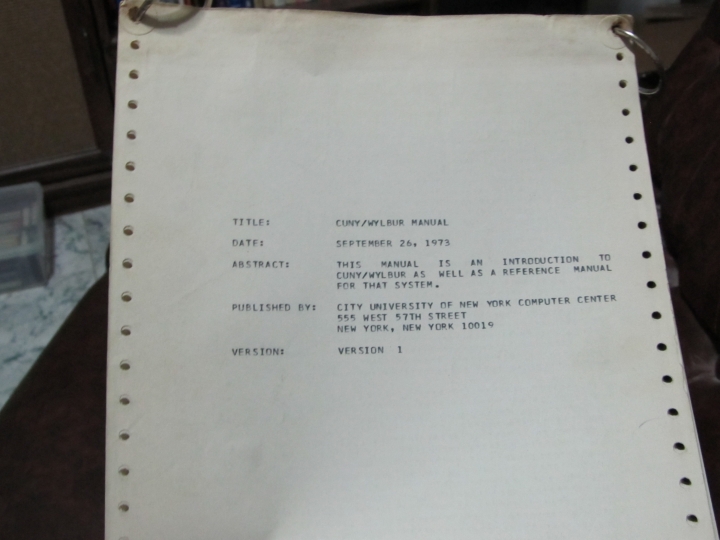 TITLE: CUNY/WYLBUR MANUAL
DATE: SEPTEMBER 26, 1973
ABSTRACT: THIS MANUAL IS AN INTRODUCTION TO
CUNY/WYLBUR AS WELL AS A REFERENCE MANUAL
FOR THAT SYSTEM.
PUBLISHED BY: CITY UNIVERSITY OF NEW YORK COMPUTER CENTER
555 WEST 57TH STREET
NEW YORK, NEW YORK 10019
VERSION: VERSION 1